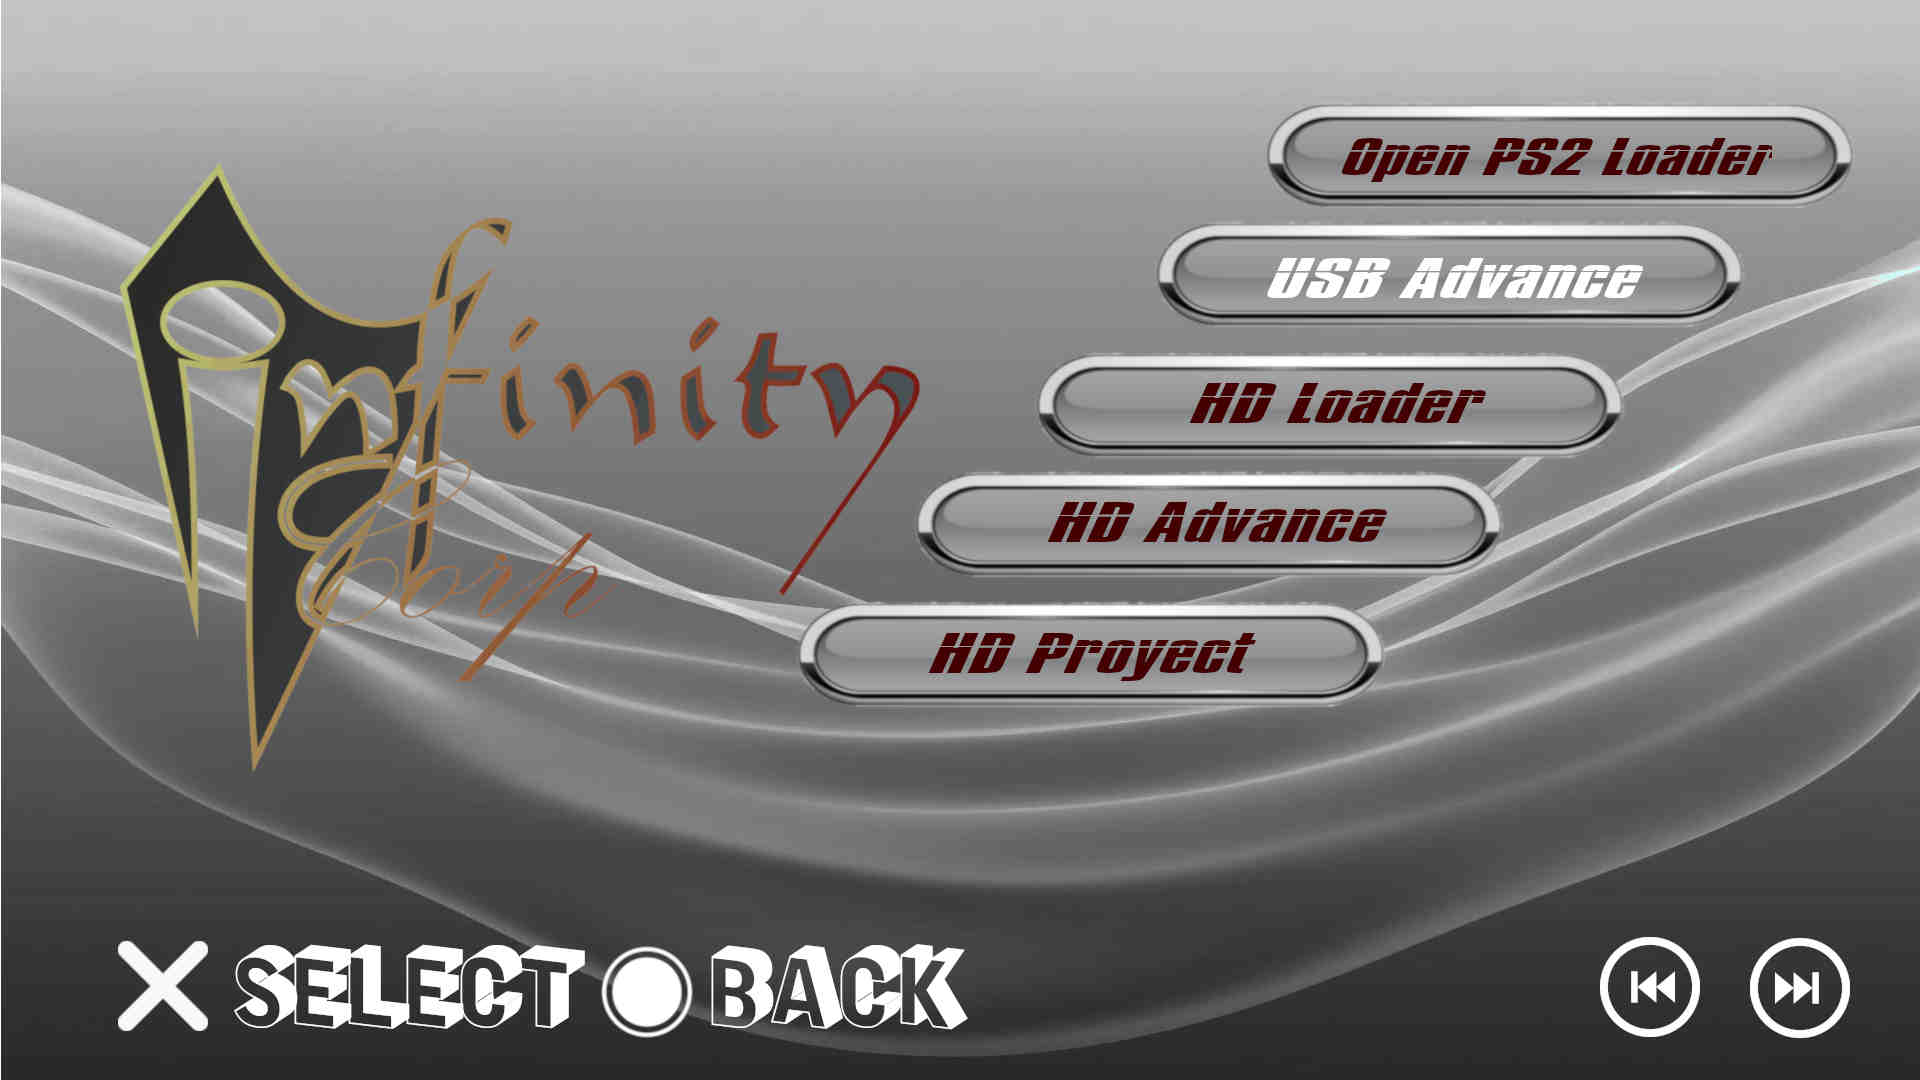 Infinity
Corp
Open PS2 Loader
USB Advance
HD Loader
HD Advance
HD Proyect
SELECT BACK